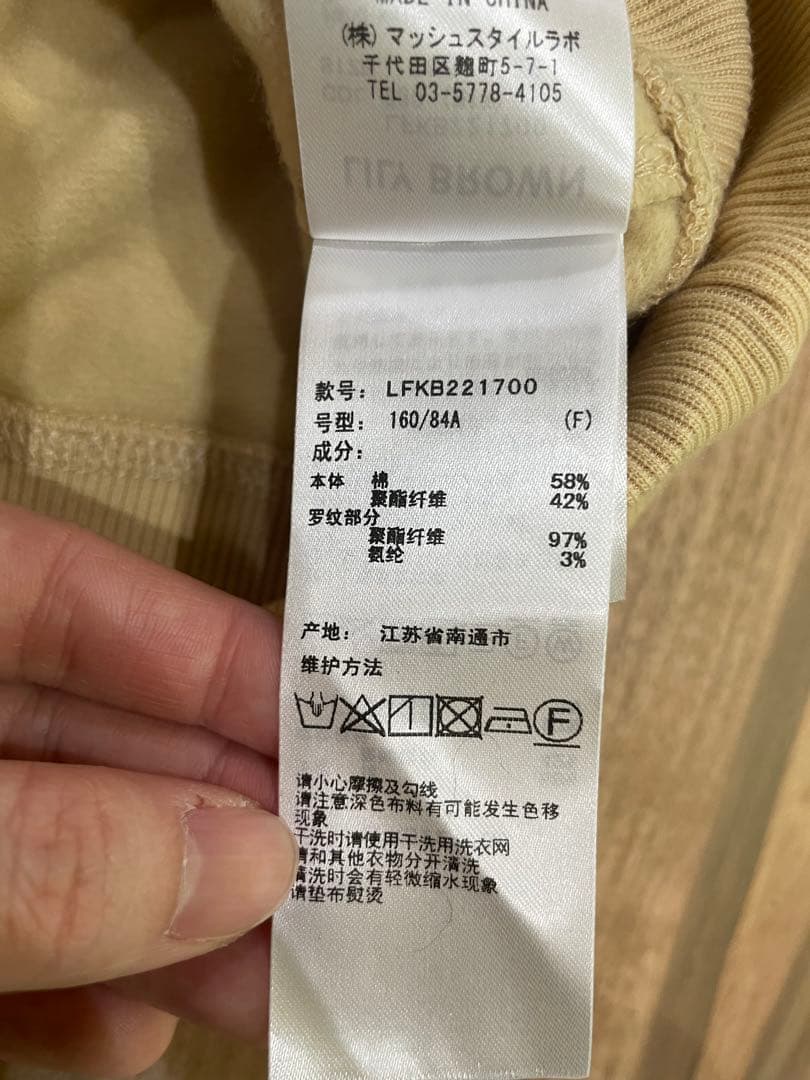 MADE IN CHINA
(株)マッシュスタイルラボ
千代田区麹町5-7-1
TEL 03-5778-4105
LILY BROWN
款号: LFKB221700
号型: 160/84A (F)
成分:
本体 棉 58%
聚酯纤维 42%
罗纹部分
聚酯纤维 97%
氨纶 3%
产地: 江苏省南通市
维护方法
F
请小心摩擦及勾线
请注意深色布料有可能发生色移
现象
干洗时请使用干洗用洗衣网
请和其他衣物分开清洗
清洗时会有轻微缩水现象
请垫布熨烫